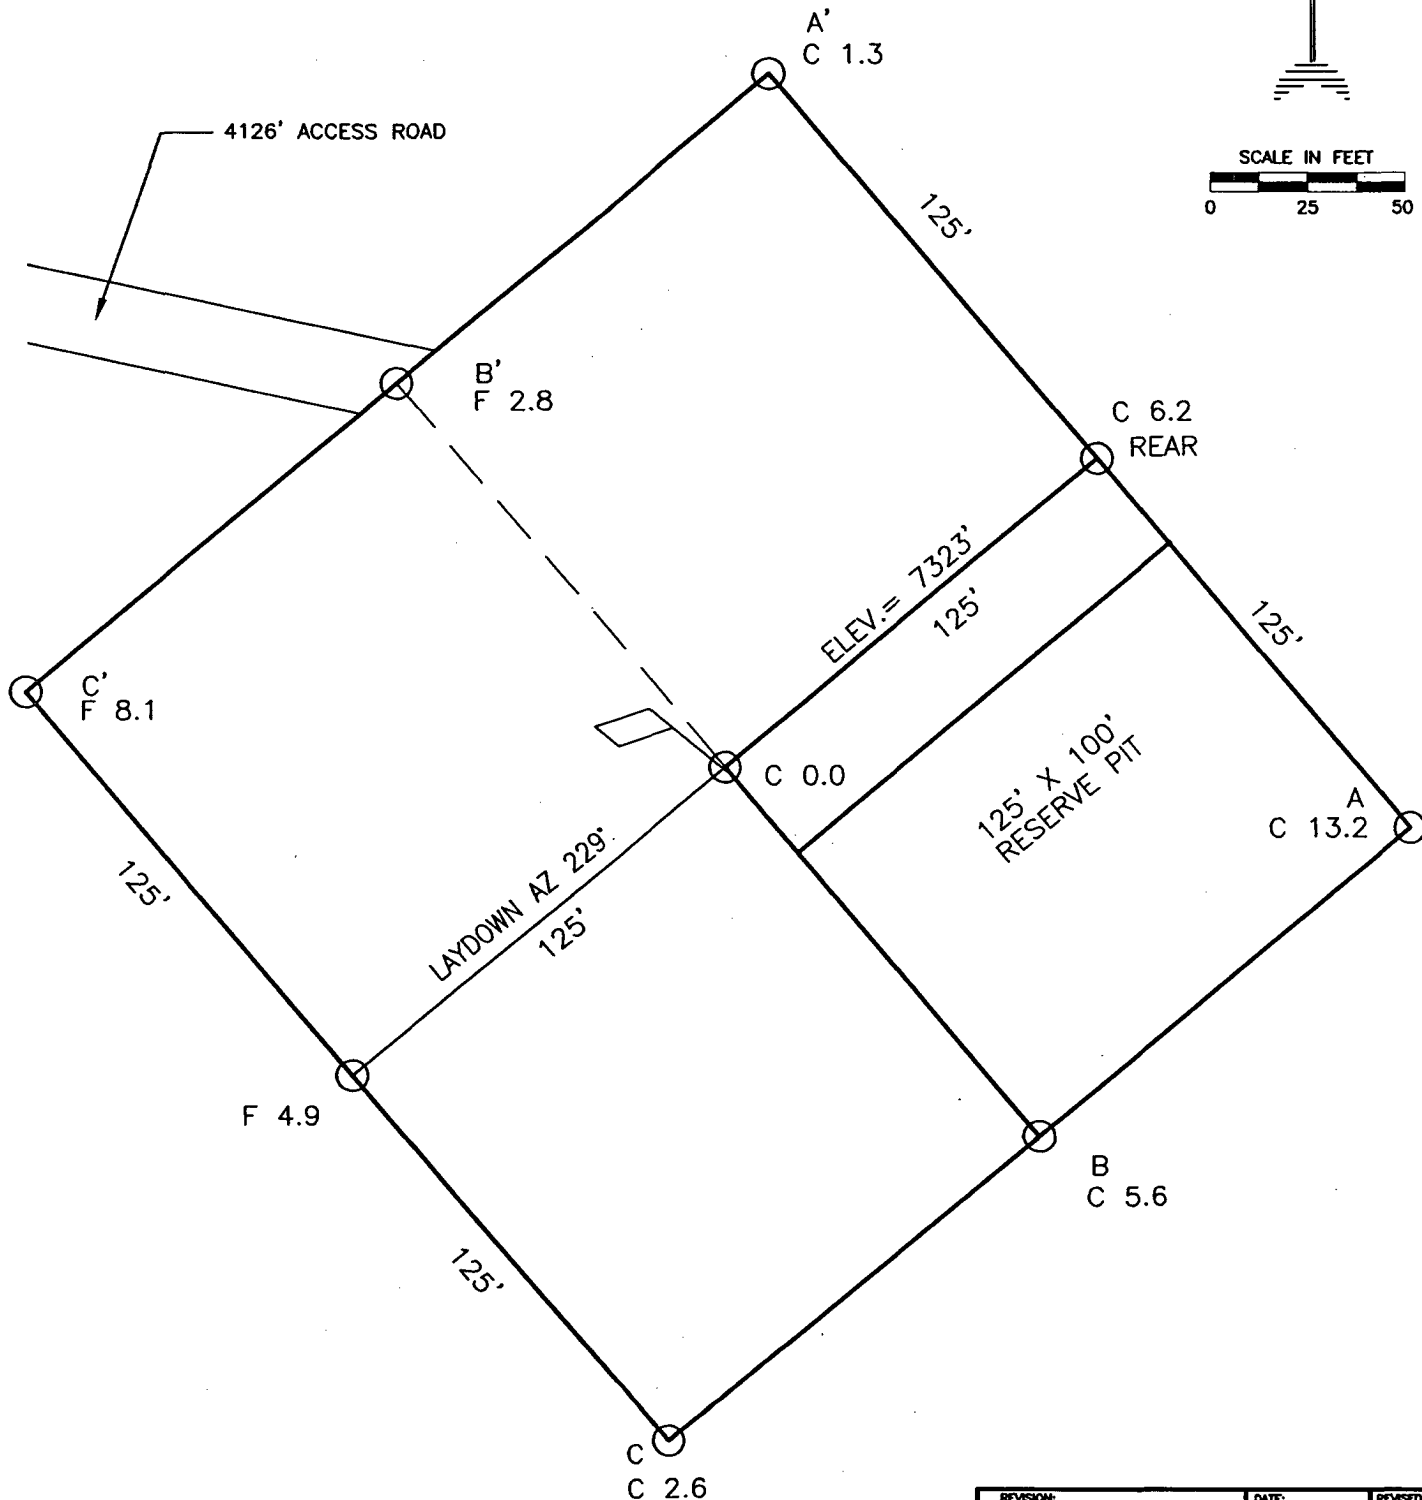 A'
C 1.3
4126' ACCESS ROAD
SCALE IN FEET
0 25 50
125'
B'
F 2.8
C 6.2
REAR
ELEV.= 7323'
125'
125'
C'
F 8.1
C 0.0
125' X 100'
RESERVE PIT
A
C 13.2
125'
LAYDOWN AZ 229°
125'
F 4.9
B
C 5.6
125'
C
C 2.6
REVISION:
DATE:
REVISED